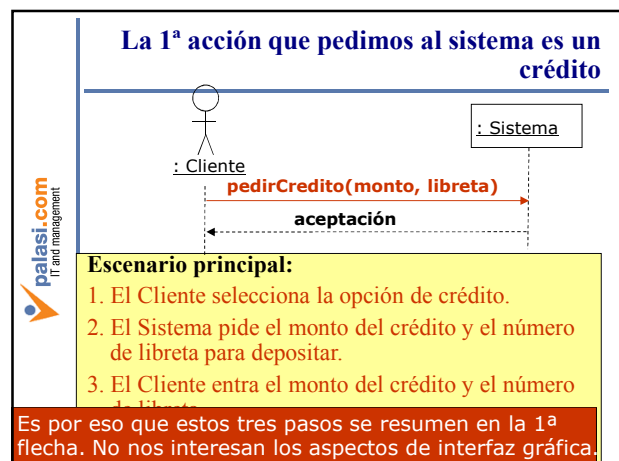 La 1ª acción que pedimos al sistema es un
crédito
: Sistema
: Cliente
pedirCredito(monto, libreta)
aceptación
palasi.com
IT and management
Escenario principal:
1. El Cliente selecciona la opción de crédito.
2. El Sistema pide el monto del crédito y el número
de libreta para depositar.
3. El Cliente entra el monto del crédito y el número
de libreta
Es por eso que estos tres pasos se resumen en la 1ª
flecha. No nos interesan los aspectos de interfaz gráfica.